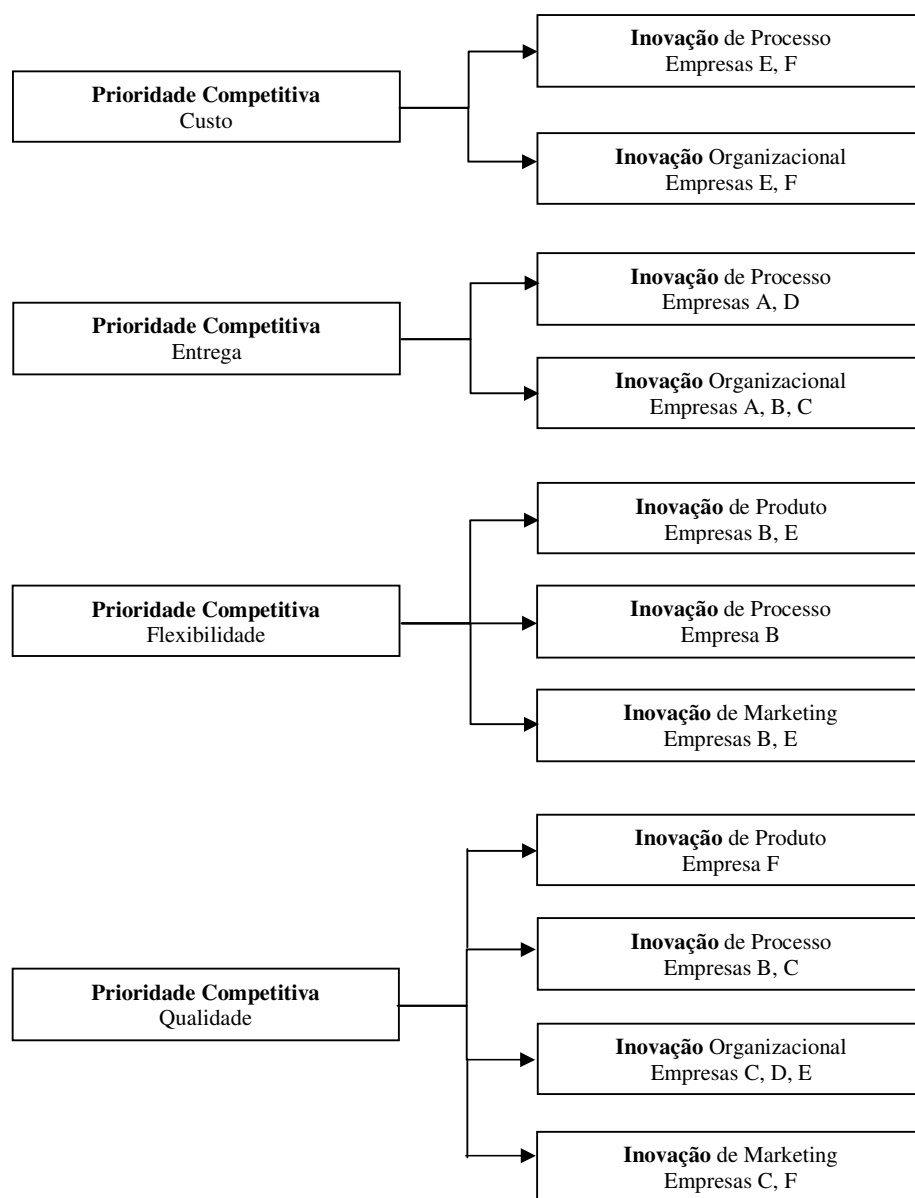 Prioridade Competitiva
Custo
Inovação de Processo
Empresas E, F
Inovação Organizacional
Empresas E, F
Prioridade Competitiva
Entrega
Inovação de Processo
Empresas A, D
Inovação Organizacional
Empresas A, B, C
Prioridade Competitiva
Flexibilidade
Inovação de Produto
Empresas B, E
Inovação de Processo
Empresa B
Inovação de Marketing
Empresas B, E
Prioridade Competitiva
Qualidade
Inovação de Produto
Empresa F
Inovação de Processo
Empresas B, C
Inovação Organizacional
Empresas C, D, E
Inovação de Marketing
Empresas C, F